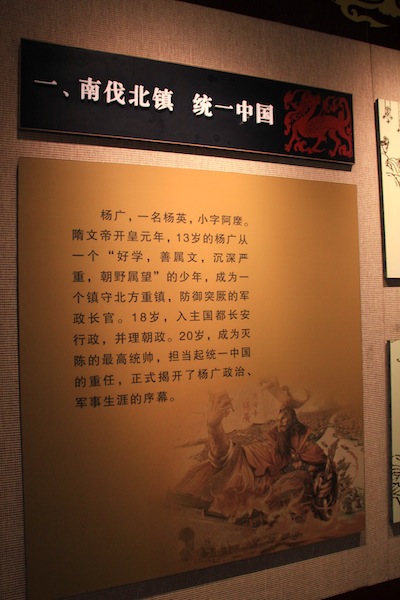 一、南伐北镇 统一中国
杨广，一名杨英，小字阿麽。
隋文帝开皇元年，13岁的杨广从
一个“好学，善属文，沉深严
重，朝野属望”的少年，成为一
个镇守北方重镇，防御突厥的军
政长官。18岁，入主国都长安
行政，并理朝政。20岁，成为灭
陈的最高统帅，担当起统一中国
的重任，正式揭开了杨广政治、
军事生涯的序幕。